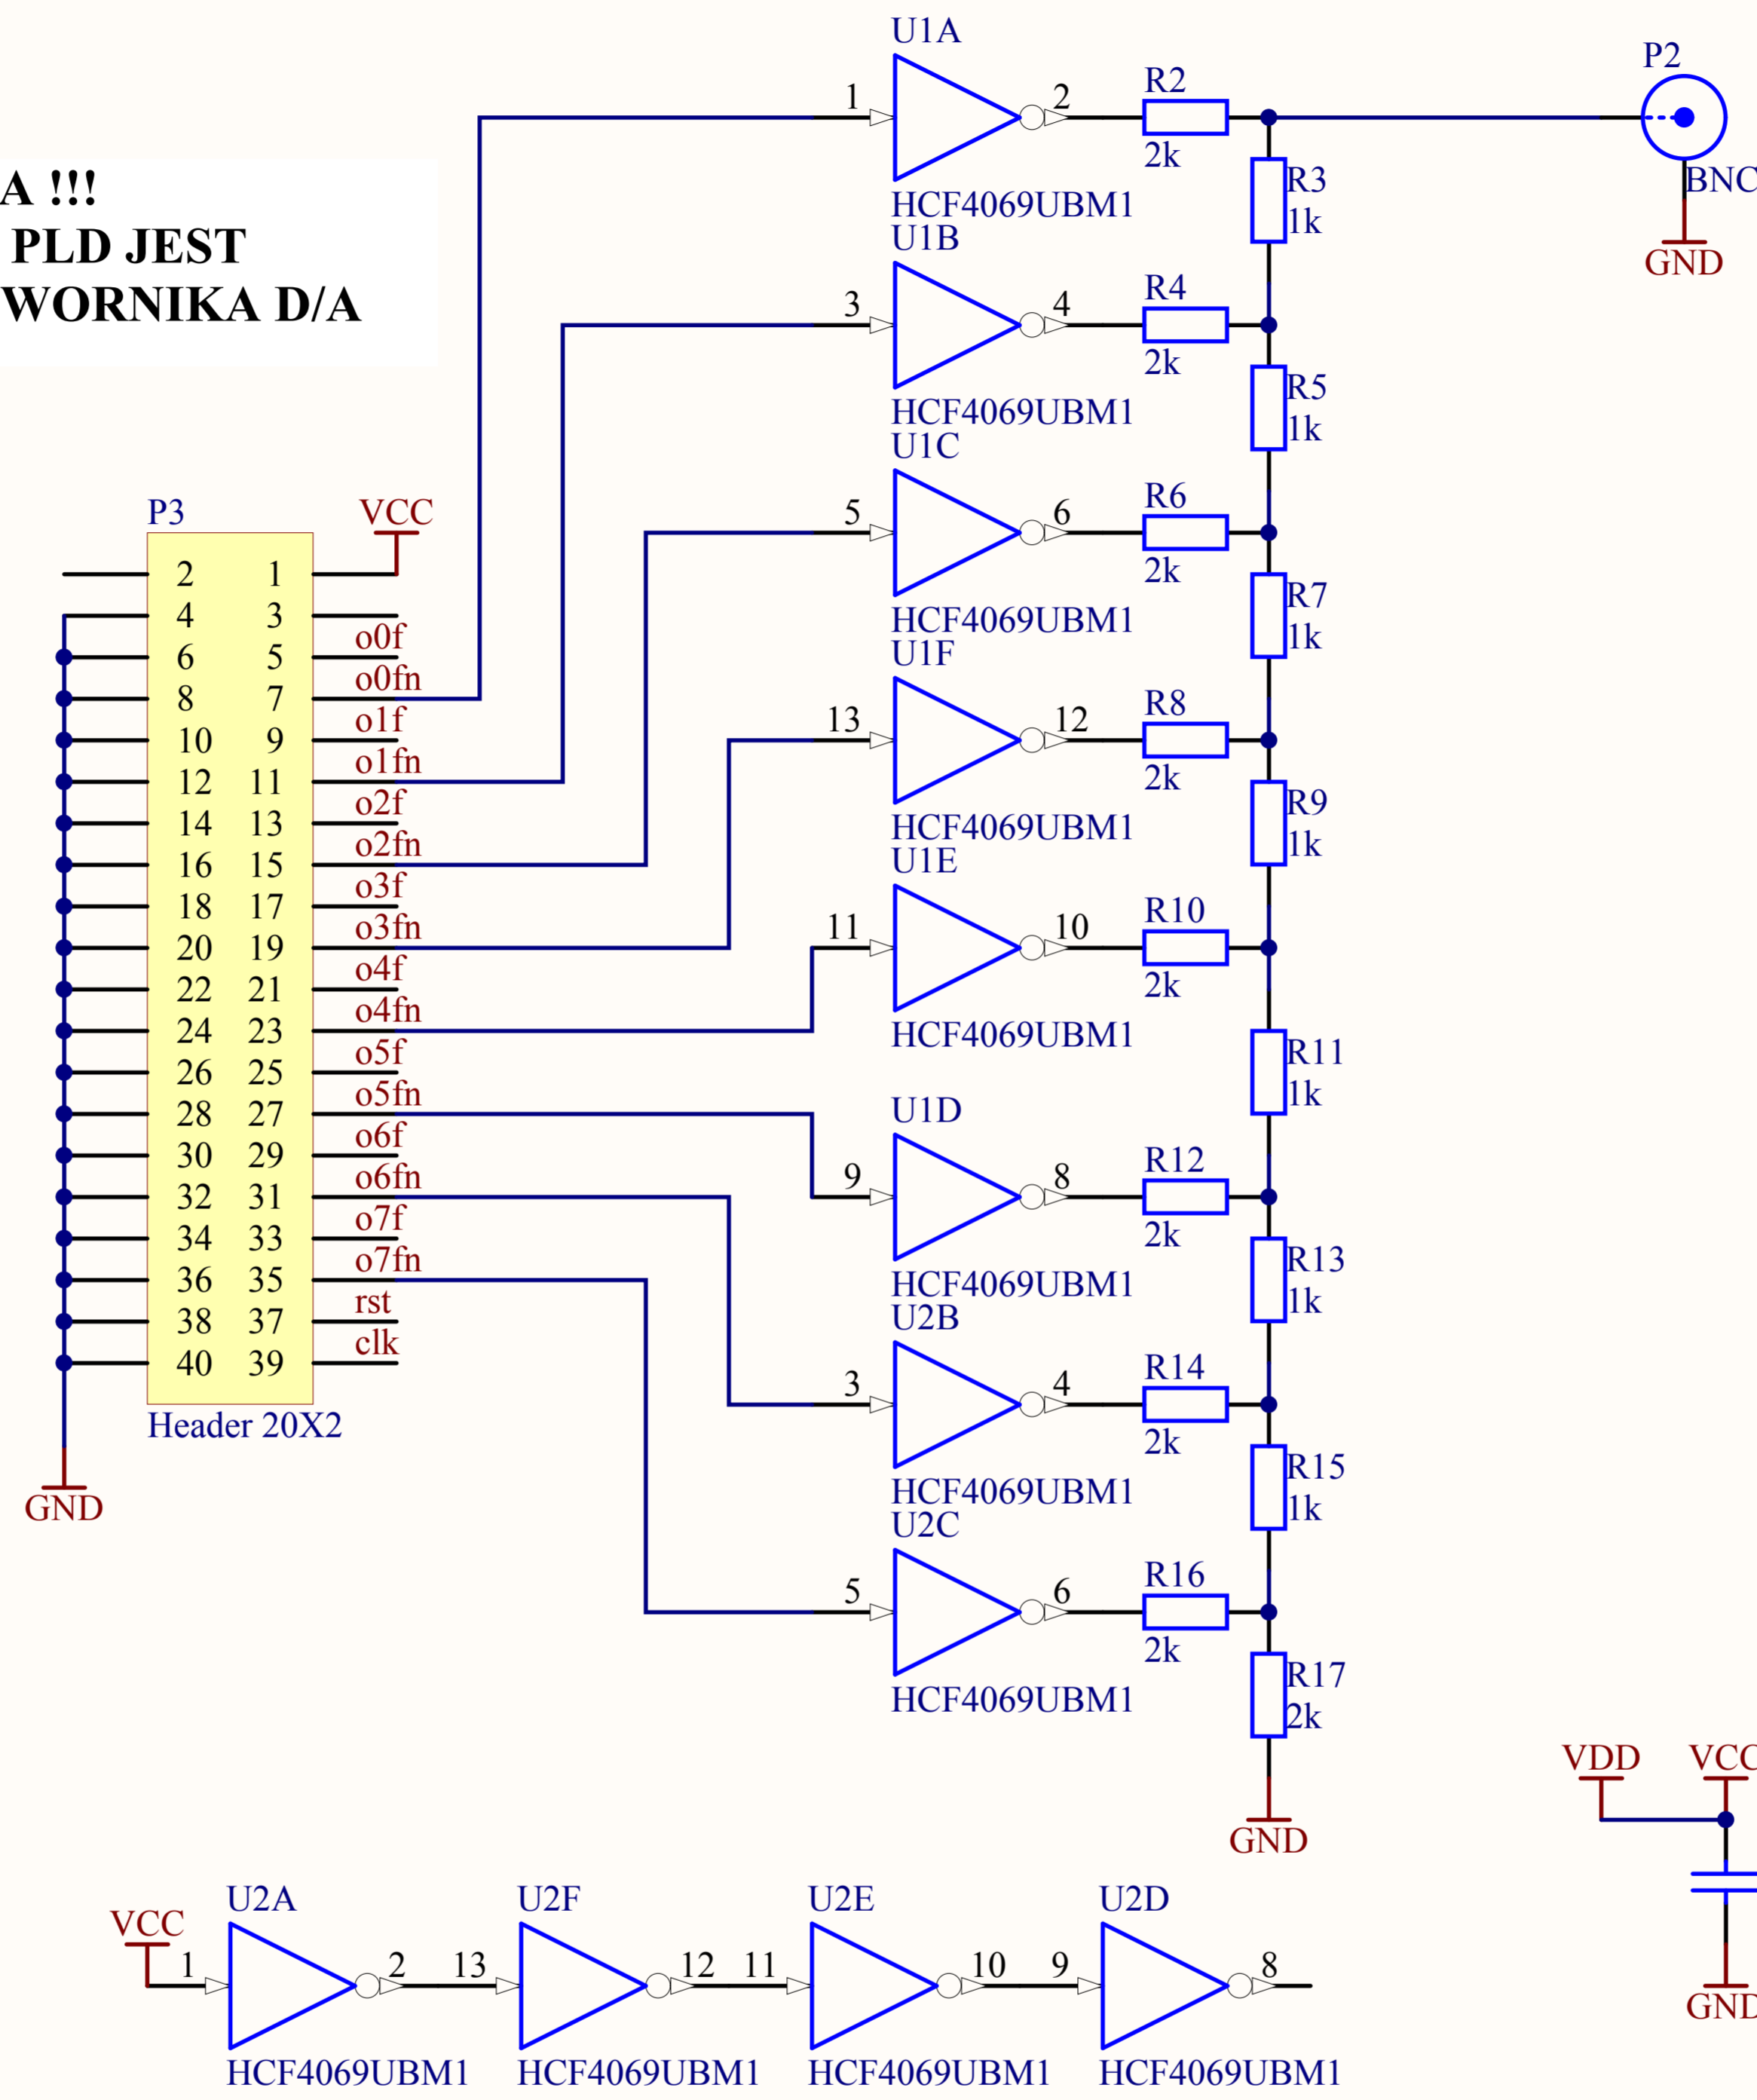 A !!!
PLD JEST
WORNIKA D/A
U1A
1
2
HCF4069UBM1
R2
2k
P2
BNC
GND
R3
1k
U1B
3
4
HCF4069UBM1
R4
2k
R5
1k
U1C
5
6
HCF4069UBM1
R6
2k
R7
1k
U1F
13
12
HCF4069UBM1
R8
2k
R9
1k
U1E
11
10
HCF4069UBM1
R10
2k
R11
1k
U1D
9
8
HCF4069UBM1
R12
2k
R13
1k
U2B
3
4
HCF4069UBM1
R14
2k
R15
1k
U2C
5
6
HCF4069UBM1
R16
2k
R17
2k
GND
P3
VCC
2 1
4 3
o0f
6 5
o0fn
8 7
o1f
10 9
o1fn
12 11
o2f
14 13
o2fn
16 15
o3f
18 17
o3fn
20 19
o4f
22 21
o4fn
24 23
o5f
26 25
o5fn
28 27
o6f
30 29
o6fn
32 31
o7f
34 33
o7fn
36 35
rst
38 37
clk
40 39
Header 20X2
GND
VDD
VCC
GND
VCC
U2A
1
2
HCF4069UBM1
U2F
13
12
HCF4069UBM1
U2E
11
10
HCF4069UBM1
U2D
9
8
HCF4069UBM1